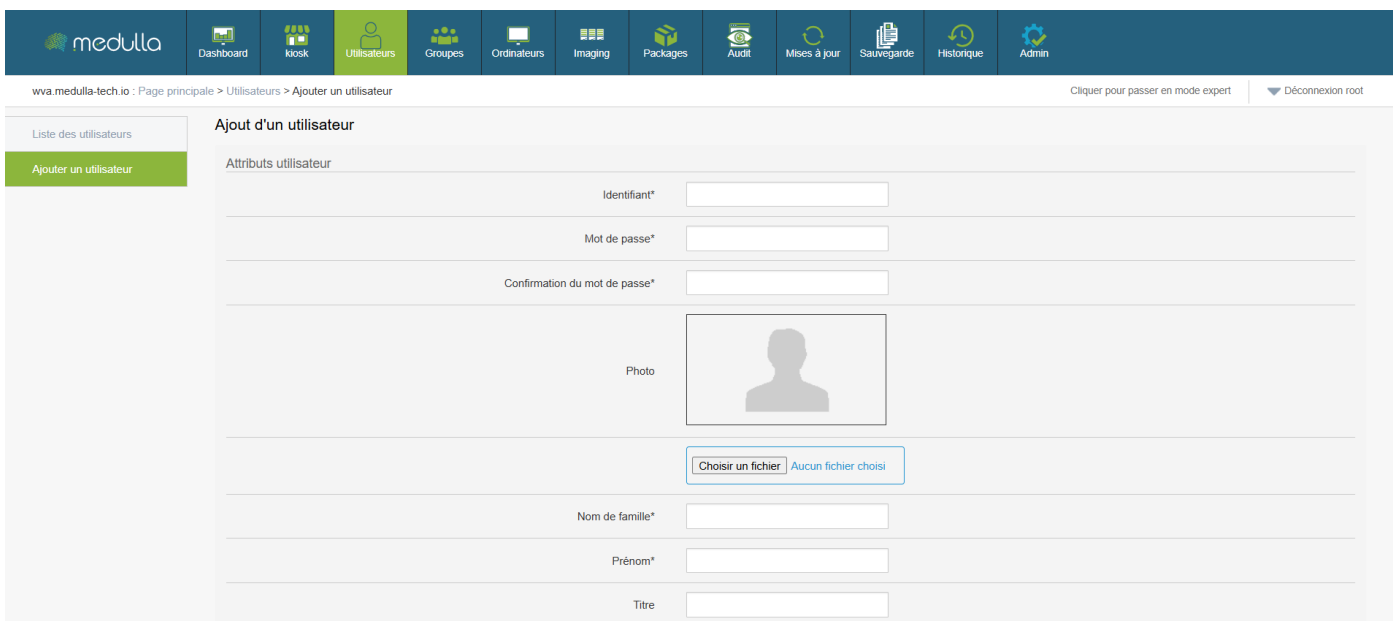 medulla
Dashboard kiosk Utilisateurs Groupes Ordinateurs Imaging Packages Audit Mises à jour Sauvegarde Historique Admin
wva.medulla-tech.io : Page principale > Utilisateurs > Ajouter un utilisateur Cliquer pour passer en mode expert Déconnexion root
Liste des utilisateurs
Ajouter un utilisateur
Ajout d'un utilisateur
Attributs utilisateur
Identifiant*
Mot de passe*
Confirmation du mot de passe*
Photo
Choisir un fichier Aucun fichier choisi
Nom de famille*
Prénom*
Titre